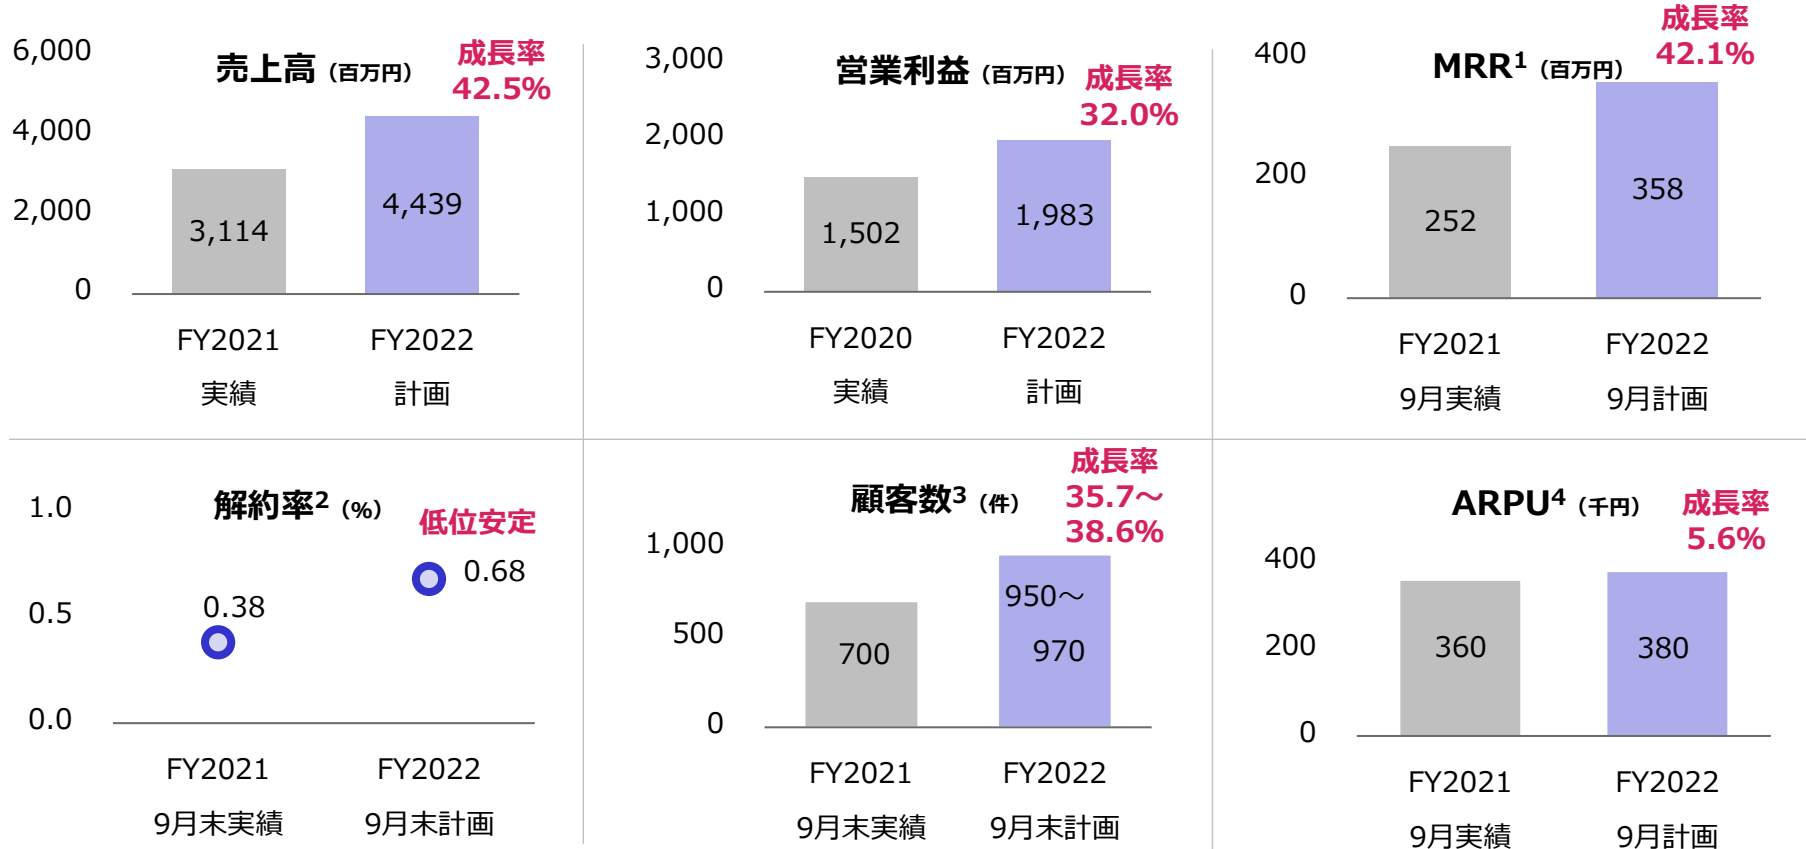 売上高（百万円）
成長率
42.5%
6,000
4,000
2,000
0
3,114
4,439
FY2021
FY2022
実績
計画
営業利益（百万円）
成長率
32.0%
3,000
2,000
1,000
0
1,502
1,983
FY2020
FY2022
実績
計画
MRR1（百万円）
成長率
42.1%
400
200
0
252
358
FY2021
FY2022
9月実績
9月計画
解約率2（%）
低位安定
1.0
0.5
0.0
0.38
0.68
FY2021
FY2022
9月末実績
9月末計画
顧客数3（件）
成長率
35.7～
38.6%
1,000
500
0
700
950～
970
FY2021
FY2022
9月末実績
9月末計画
ARPU4（千円）
成長率
5.6%
400
200
0
360
380
FY2021
FY2022
9月実績
9月計画